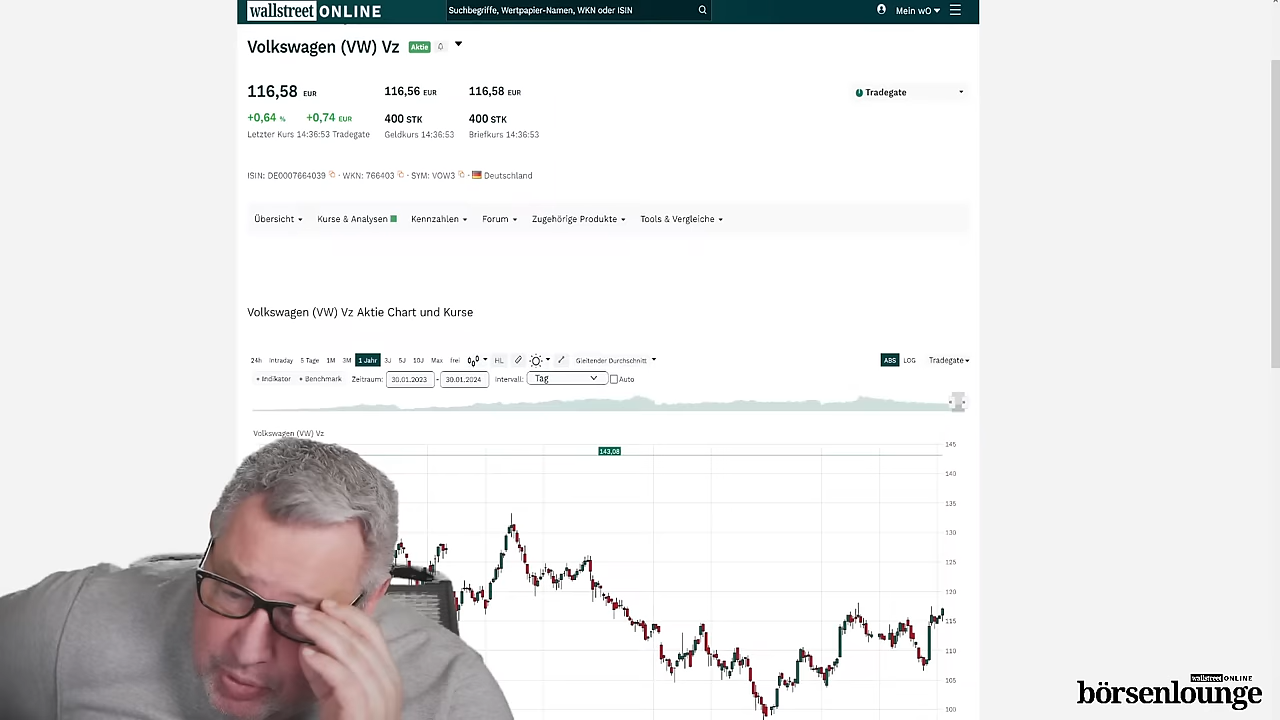 wallstreet ONLINE
Suchbegriffe, Wertpapier-Namen, WKN oder ISIN
Mein wO
Volkswagen (VW) Vz Aktie
116,58 EUR
116,56 EUR
116,58 EUR
Tradegate
+0,64 % +0,74 EUR
400 STK
400 STK
Letzter Kurs 14:36:53 Tradegate
Geldkurs 14:36:53
Briefkurs 14:36:53
ISIN: DE0007664039 · WKN: 766403 · SYM: VOW3 · Deutschland
Übersicht Kurse & Analysen Kennzahlen Forum Zugehörige Produkte Tools & Vergleiche
Volkswagen (VW) Vz Aktie Chart und Kurse
24h Intraday 5 Tage 1M 3M 1 Jahr 3J 5J 10J Max frei HL Gleitender Durchschnitt ABS LOG Tradegate
+ Indikator + Benchmark Zeitraum: 30.01.2023 - 30.01.2024 Intervall: Tag Auto
Volkswagen (VW) Vz
145
143,08
140
135
130
125
120
115
110
105
100
wallstreet ONLINE
börsenlounge